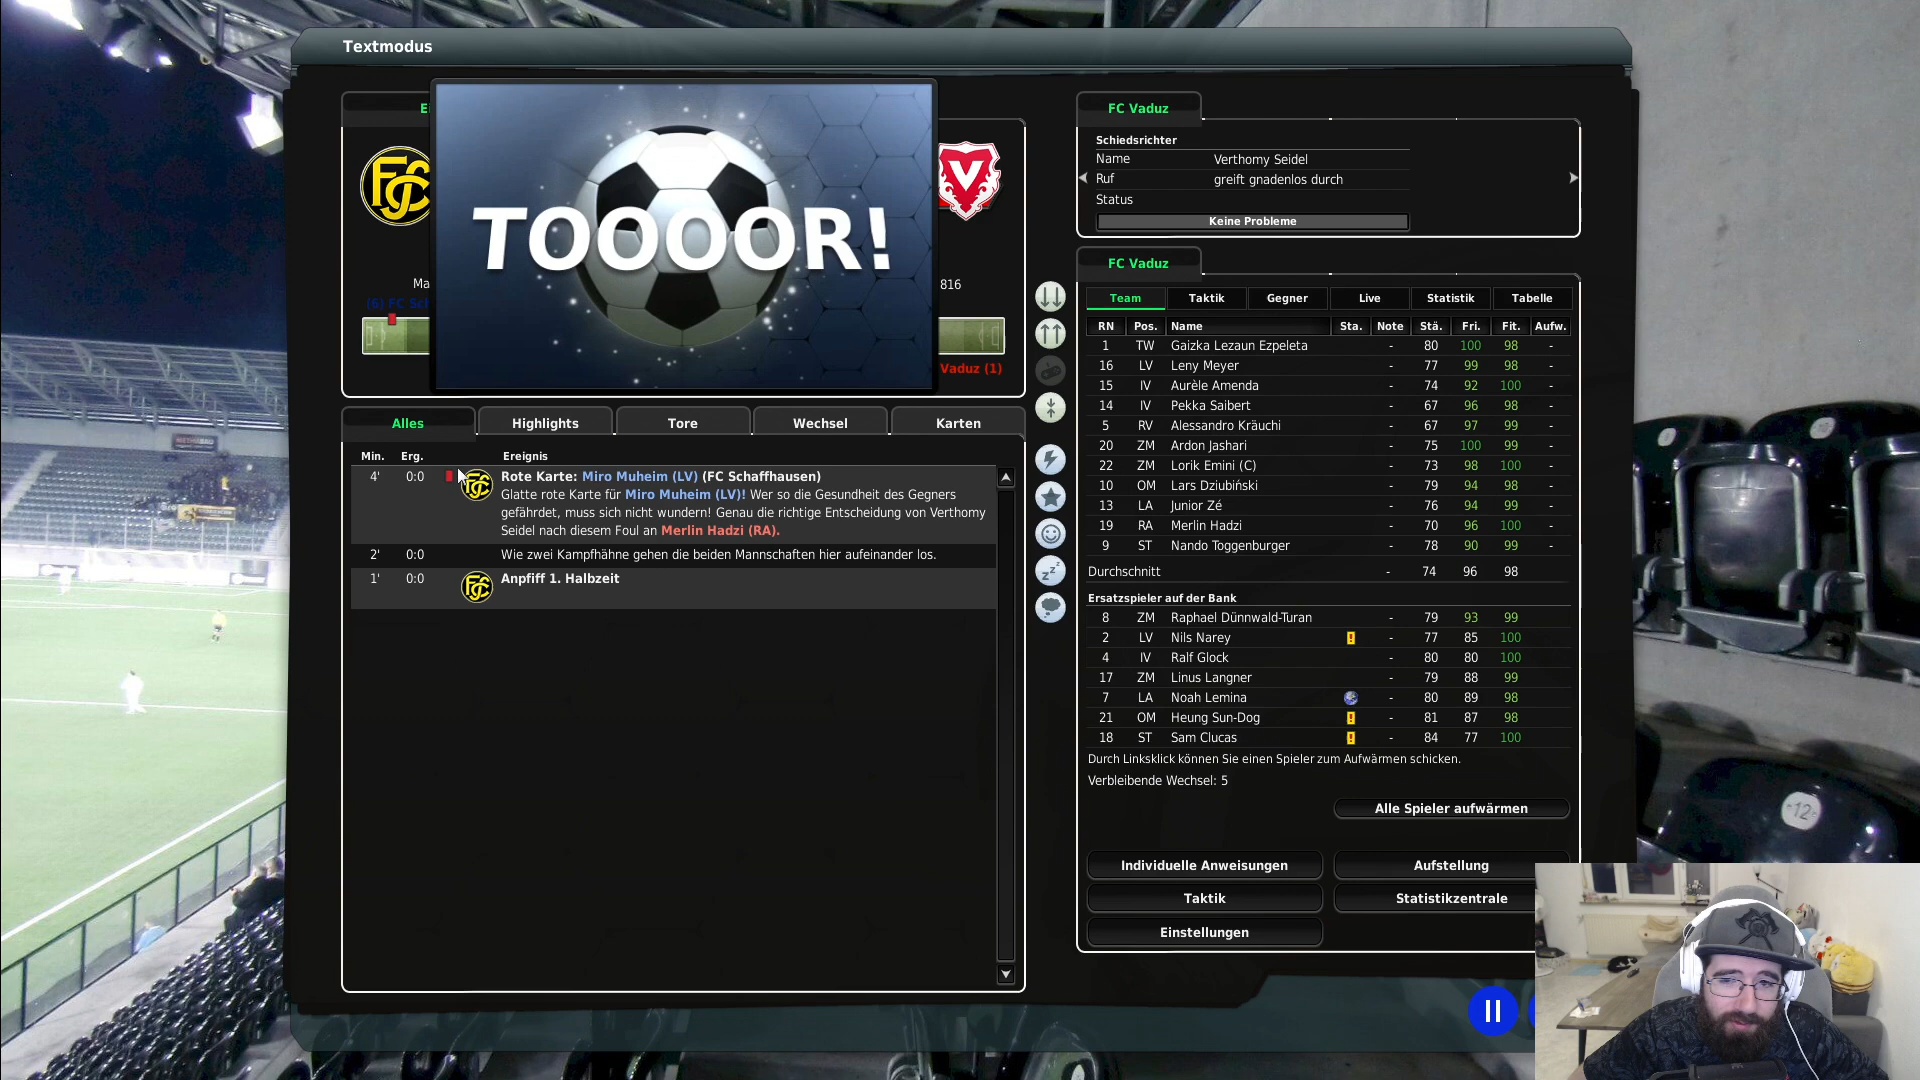 Textmodus
Ei
TOOOOR!
Ma
816
(6) FC Sch
Vaduz (1)
Alles
Highlights
Tore
Wechsel
Karten
Min.
Erg.
Ereignis
4'
0:0
Rote Karte: Miro Muheim (LV) (FC Schaffhausen)
Glatte rote Karte für Miro Muheim (LV)! Wer so die Gesundheit des Gegners
gefährdet, muss sich nicht wundern! Genau die richtige Entscheidung von Verthomy
Seidel nach diesem Foul an Merlin Hadzi (RA).
2'
0:0
Wie zwei Kampfhähne gehen die beiden Mannschaften hier aufeinander los.
1'
0:0
Anpfiff 1. Halbzeit
FC Vaduz
Schiedsrichter
Name Verthomy Seidel
Ruf greift gnadenlos durch
Status
Keine Probleme
FC Vaduz
Team Taktik Gegner Live Statistik Tabelle
RN Pos. Name Sta. Note Stä. Fri. Fit. Aufw.
1 TW Gaizka Lezaun Ezpeleta - 80 100 98 -
16 LV Leny Meyer - 77 99 98 -
15 IV Aurèle Amenda - 74 92 100 -
14 IV Pekka Saibert - 67 96 98 -
5 RV Alessandro Kräuchi - 67 97 99 -
20 ZM Ardon Jashari - 75 100 99 -
22 ZM Lorik Emini (C) - 73 98 100 -
10 OM Lars Dziubiński - 79 94 98 -
13 LA Junior Zé - 76 94 99 -
19 RA Merlin Hadzi - 70 96 100 -
9 ST Nando Toggenburger - 78 90 99 -
Durchschnitt - 74 96 98
Ersatzspieler auf der Bank
8 ZM Raphael Dünnwald-Turan - 79 93 99
2 LV Nils Narey ! - 77 85 100
4 IV Ralf Glock - 80 80 100
17 ZM Linus Langner - 79 88 99
7 LA Noah Lemina - 80 89 98
21 OM Heung Sun-Dog ! - 81 87 98
18 ST Sam Clucas ! - 84 77 100
Durch Linksklick können Sie einen Spieler zum Aufwärmen schicken.
Verbleibende Wechsel: 5
Alle Spieler aufwärmen
Individuelle Anweisungen
Aufstellung
Taktik
Statistikzentrale
Einstellungen
12